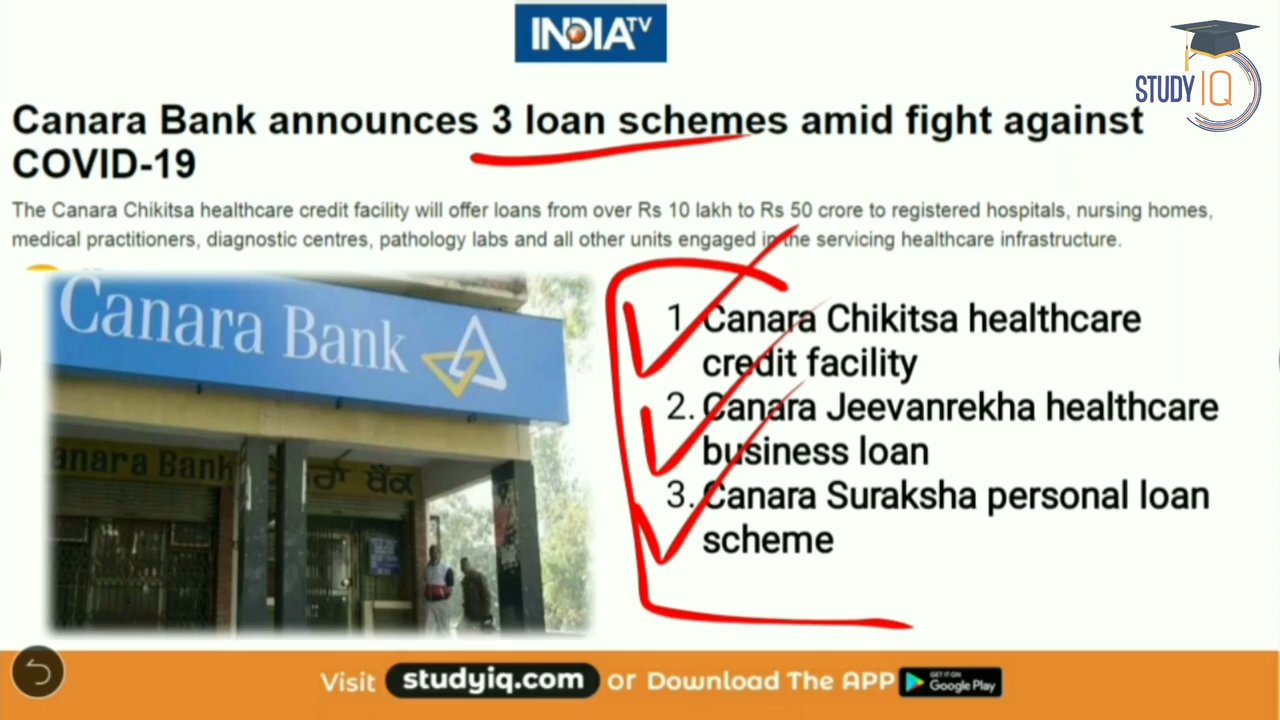 INDIA TV
STUDY IQ
Canara Bank announces 3 loan schemes amid fight against
COVID-19
The Canara Chikitsa healthcare credit facility will offer loans from over Rs 10 lakh to Rs 50 crore to registered hospitals, nursing homes,
medical practitioners, diagnostic centres, pathology labs and all other units engaged in the servicing healthcare infrastructure.
Canara Bank
anara Bank
ਬੈਂਕ
1. Canara Chikitsa healthcare
credit facility
2. Canara Jeevanrekha healthcare
business loan
3. Canara Suraksha personal loan
scheme
Visit studyiq.com or Download The APP GET IT ON Google Play